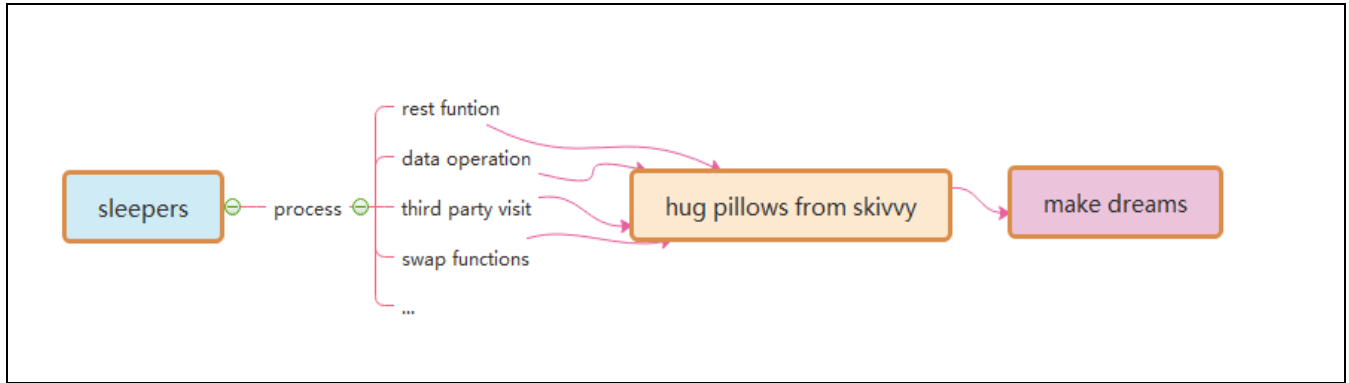 sleepers
process
rest funtion
data operation
third party visit
swap functions
...
hug pillows from skivvy
make dreams